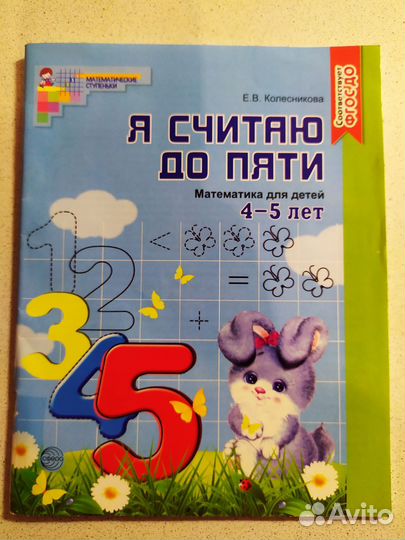 МАТЕМАТИЧЕСКИЕ
СТУПЕНЬКИ
Соответствует
ФГОС ДО
Е.В. Колесникова
Я СЧИТАЮ
ДО ПЯТИ
Математика для детей
4–5 лет
1 <
2 =
3 +
4 5
СФЕРА
Avito